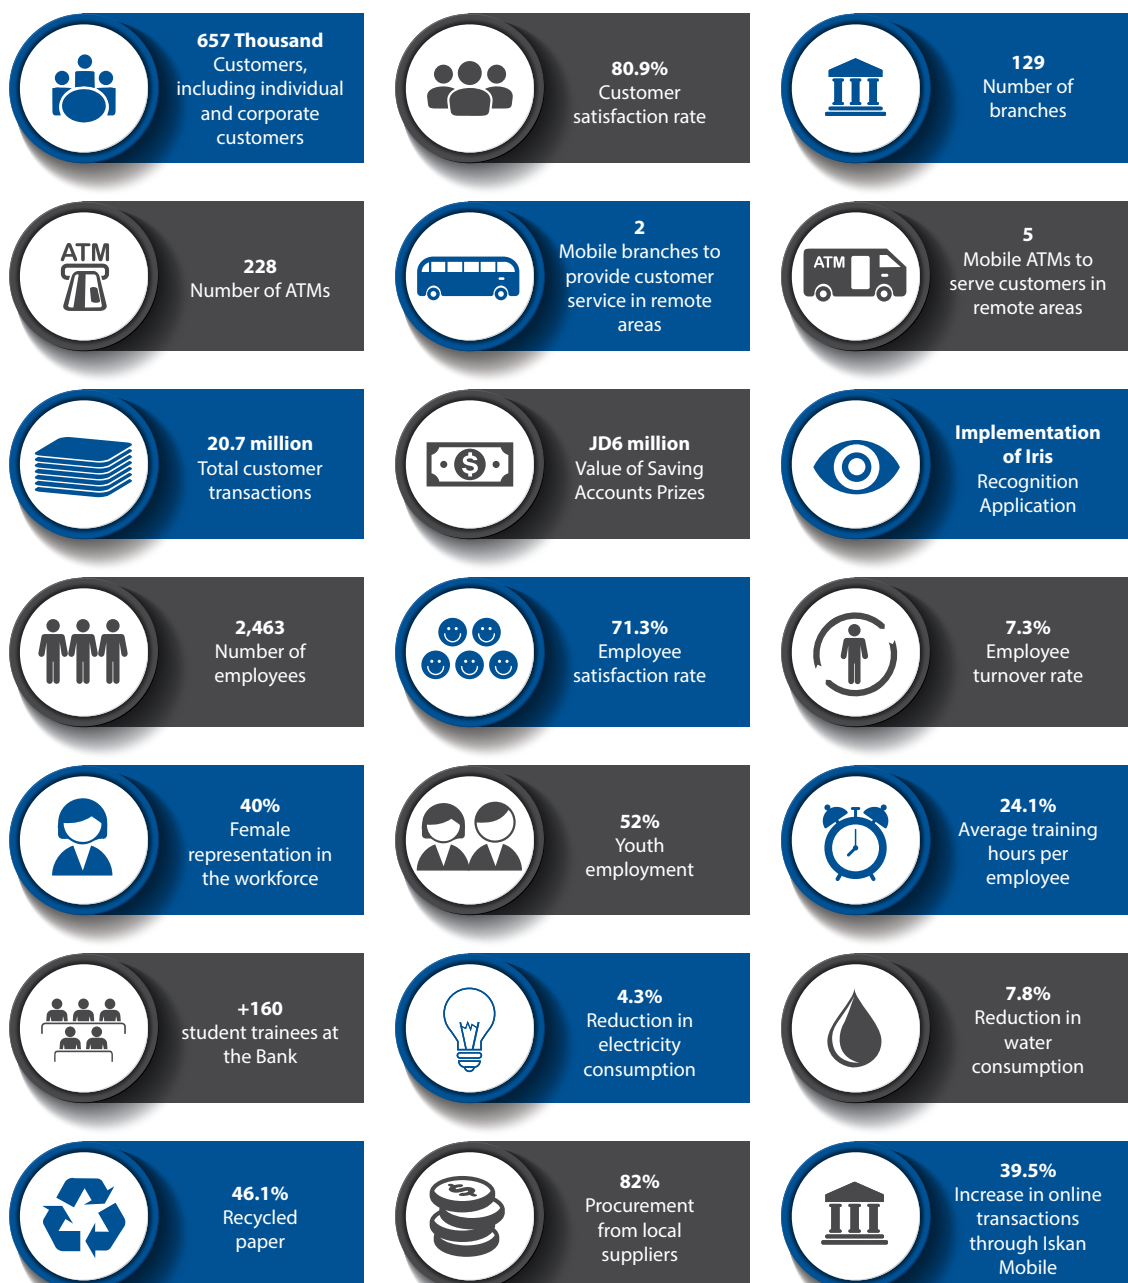 657 Thousand
Customers,
including individual
and corporate
customers
80.9%
Customer
satisfaction rate
129
Number of
branches
ATM
228
Number of ATMs
2
Mobile branches to
provide customer
service in remote
areas
ATM
5
Mobile ATMs to
serve customers in
remote areas
20.7 million
Total customer
transactions
$
JD6 million
Value of Saving
Accounts Prizes
Implementation
of Iris
Recognition
Application
2,463
Number of
employees
71.3%
Employee
satisfaction rate
7.3%
Employee
turnover rate
40%
Female
representation in
the workforce
52%
Youth
employment
24.1%
Average training
hours per
employee
+160
student trainees at
the Bank
4.3%
Reduction in
electricity
consumption
7.8%
Reduction in
water
consumption
46.1%
Recycled
paper
$
82%
Procurement
from local
suppliers
39.5%
Increase in online
transactions
through Iskan
Mobile